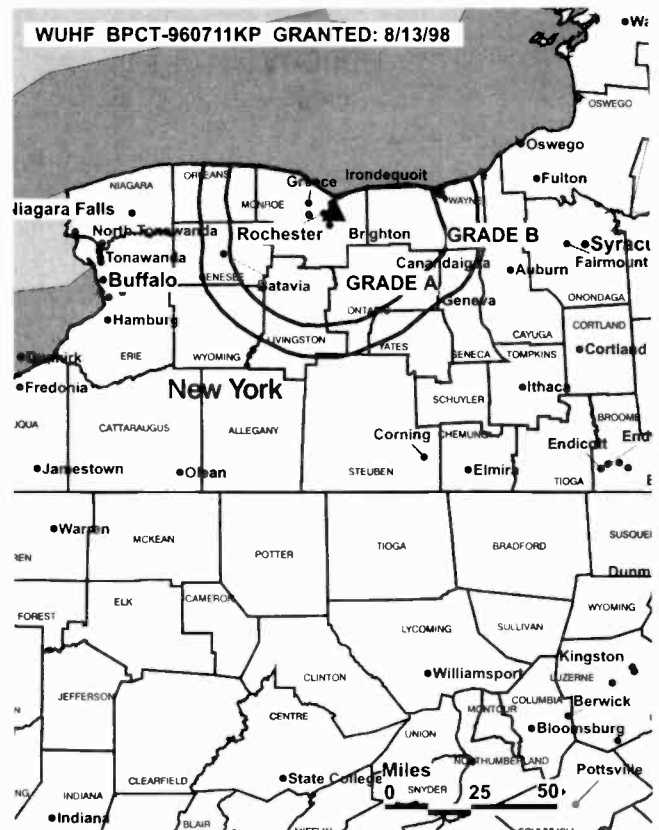 WUHF BPCT-960711KP GRANTED: 8/13/98
OSWEGO
Oswego
Fulton
ORLEANS
NIAGARA
Greece
Irondequoit
MONROE
WAYNE
Niagara Falls
North Tonawanda
Rochester
Brighton
GRADE B
Tonawanda
Fairmount
Canandaigua
Buffalo
GENESEE
Batavia
GRADE A
Auburn
Geneva
ONONDAGA
Hamburg
ONTARIO
CORTLAND
LIVINGSTON
CAYUGA
ERIE
WYOMING
YATES
SENECA
TOMPKINS
Cortland
Dunkirk
Fredonia
New York
Ithaca
SCHUYLER
BROOME
CATTARAUGUS
ALLEGANY
Corning
CHEMUNG
Endicott
Jamestown
Olean
STEUBEN
Elmira
TIOGA
Warren
MCKEAN
POTTER
TIOGA
BRADFORD
ELK
CAMERON
WYOMING
FOREST
LYCOMING
SULLIVAN
Kingston
LUZERNE
CLINTON
Williamsport
JEFFERSON
COLUMBIA
Berwick
CENTRE
MONTOUR
Bloomsburg
UNION
NORTHUMBERLAND
CLEARFIELD
State College
Miles
Pottsville
0 25 50
SNYDER
INDIANA
Indiana
BLAIR